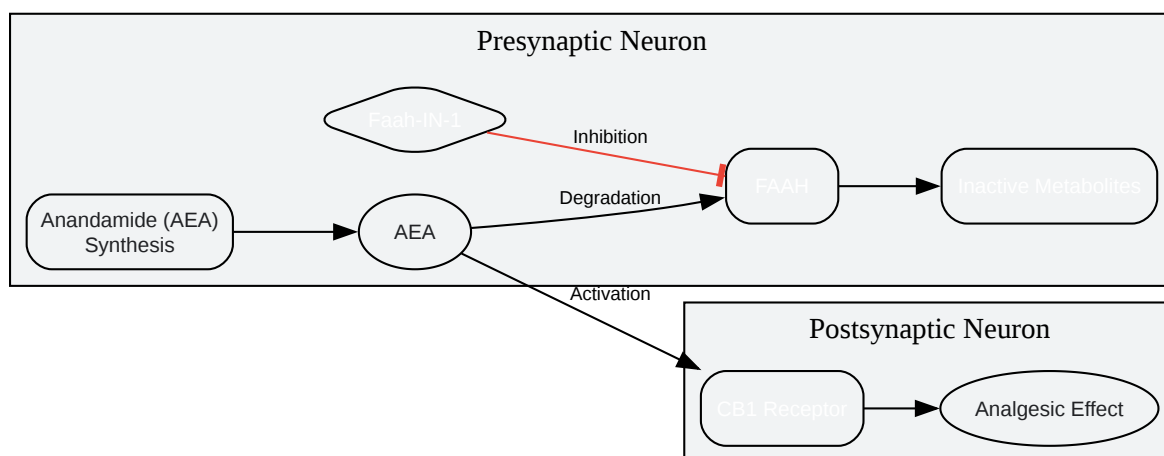 Presynaptic Neuron
Faah-IN-1
Inhibition
FAAH
Inactive Metabolites
Degradation
Anandamide (AEA)
Synthesis
AEA
Activation
Postsynaptic Neuron
CB1 Receptor
Analgesic Effect